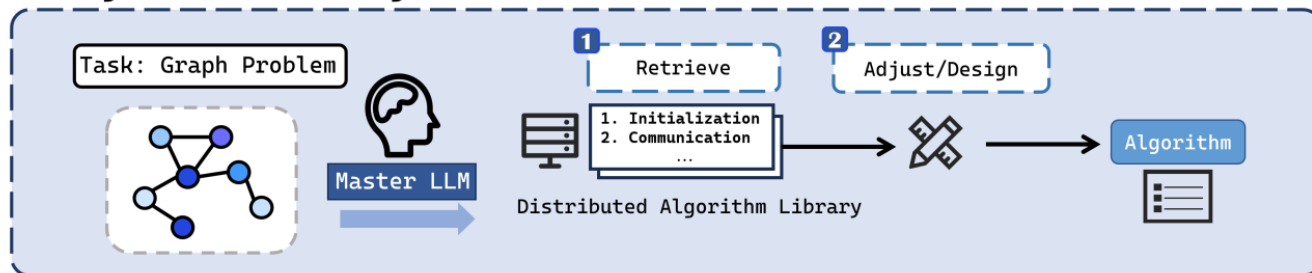 Task: Graph Problem
Master LLM
1
Retrieve
1. Initialization
2. Communication
...
Distributed Algorithm Library
2
Adjust/Design
Algorithm